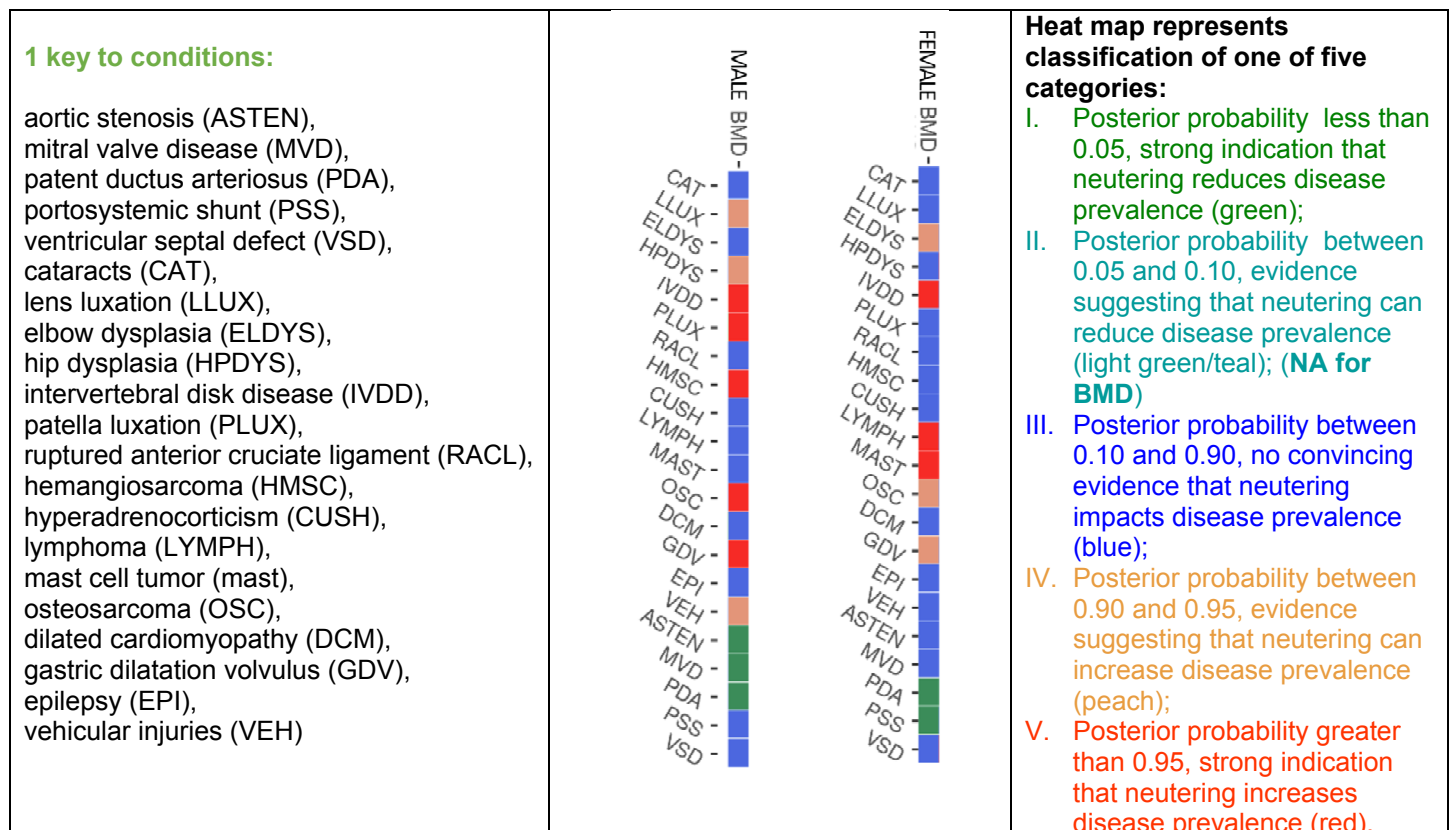 1 key to conditions:
aortic stenosis (ASTEN),
mitral valve disease (MVD),
patent ductus arteriosus (PDA),
portosystemic shunt (PSS),
ventricular septal defect (VSD),
cataracts (CAT),
lens luxation (LLUX),
elbow dysplasia (ELDYS),
hip dysplasia (HPDYS),
intervertebral disk disease (IVDD),
patella luxation (PLUX),
ruptured anterior cruciate ligament (RACL),
hemangiosarcoma (HMSC),
hyperadrenocorticism (CUSH),
lymphoma (LYMPH),
mast cell tumor (mast),
osteosarcoma (OSC),
dilated cardiomyopathy (DCM),
gastric dilatation volvulus (GDV),
epilepsy (EPI),
vehicular injuries (VEH)
MALE BMD -
CAT -
LLUX -
ELDYS -
HPDYS -
IVDD -
PLUX -
RACL -
HMSC -
CUSH -
LYMPH -
MAST -
OSC -
DCM -
GDV -
EPI -
VEH -
ASTEN -
MVD -
PDA -
PSS -
VSD -
FEMALE BMD -
CAT -
LLUX -
ELDYS -
HPDYS -
IVDD -
PLUX -
RACL -
HMSC -
CUSH -
LYMPH -
MAST -
OSC -
DCM -
GDV -
EPI -
VEH -
ASTEN -
MVD -
PDA -
PSS -
VSD -
Heat map represents
classification of one of five
categories:
I. Posterior probability less than
0.05, strong indication that
neutering reduces disease
prevalence (green);
II. Posterior probability between
0.05 and 0.10, evidence
suggesting that neutering can
reduce disease prevalence
(light green/teal); (NA for
BMD)
III. Posterior probability between
0.10 and 0.90, no convincing
evidence that neutering
impacts disease prevalence
(blue);
IV. Posterior probability between
0.90 and 0.95, evidence
suggesting that neutering can
increase disease prevalence
(peach);
V. Posterior probability greater
than 0.95, strong indication
that neutering increases
disease prevalence (red).